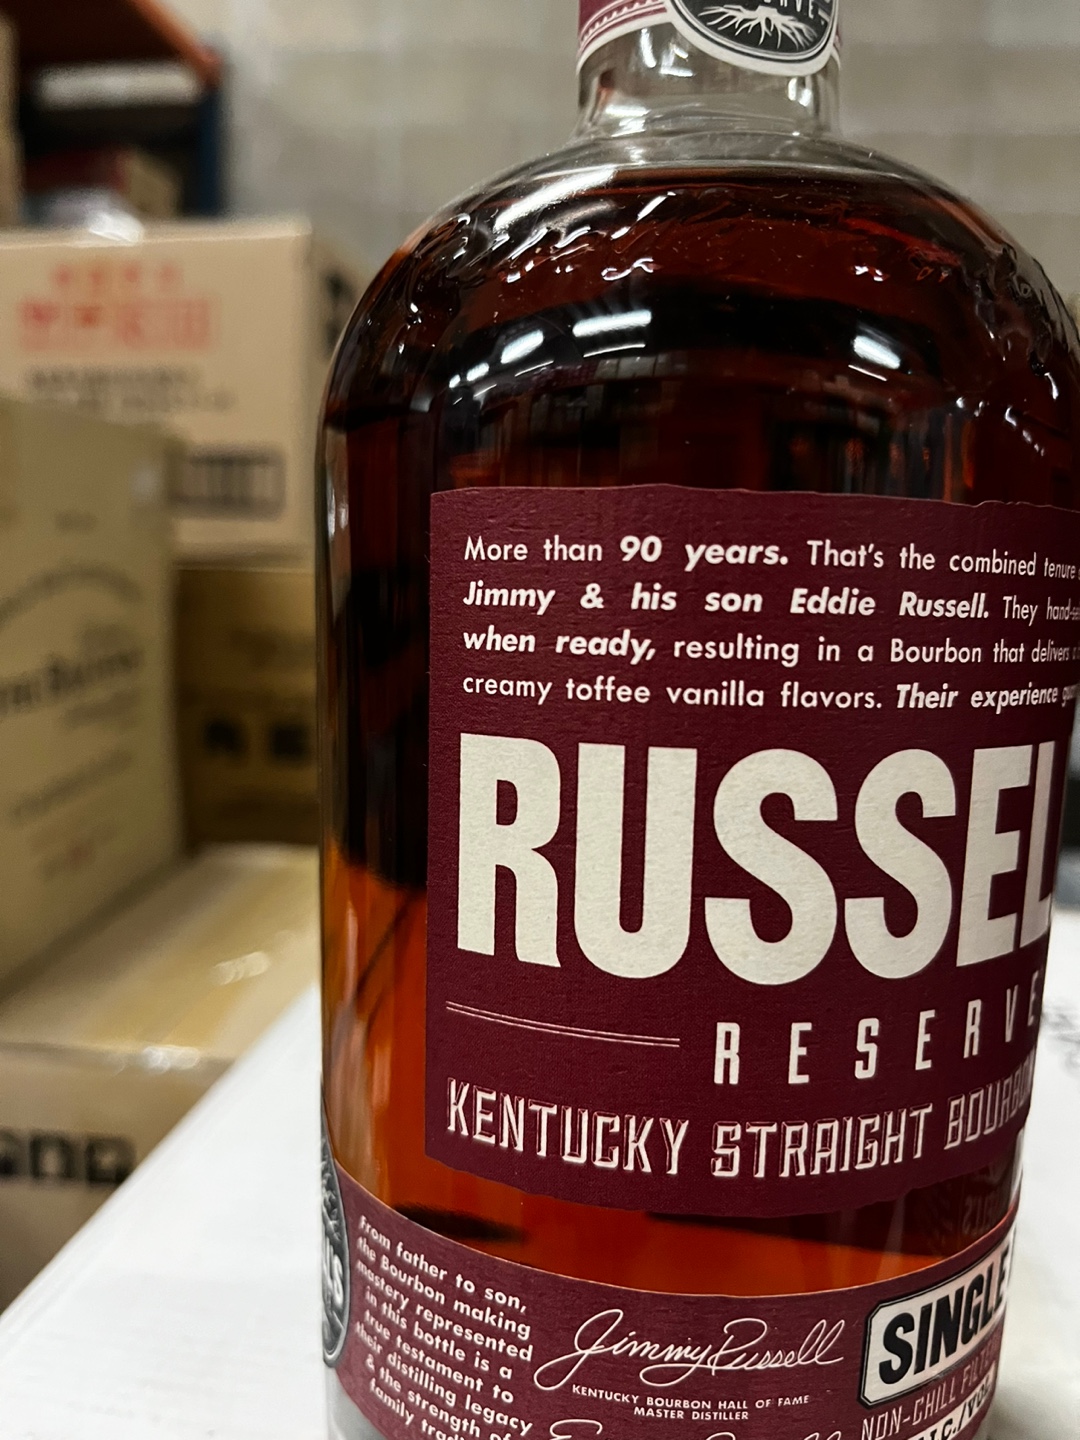 More than 90 years. That's the combined tenure
Jimmy & his son Eddie Russell. They
when ready, resulting in a Bourbon that delivers
creamy toffee vanilla flavors. Their experience
RUSSEL
RESERVE
KENTUCKY STRAIGHT BOURBON
From father to son,
the Bourbon making
mastery represented
in this bottle is a
true testament to
their distilling legacy
& the strength of
family
Jimmy Russell
KENTUCKY BOURBON HALL OF FAME
MASTER DISTILLER
SINGLE
NON-CHILL